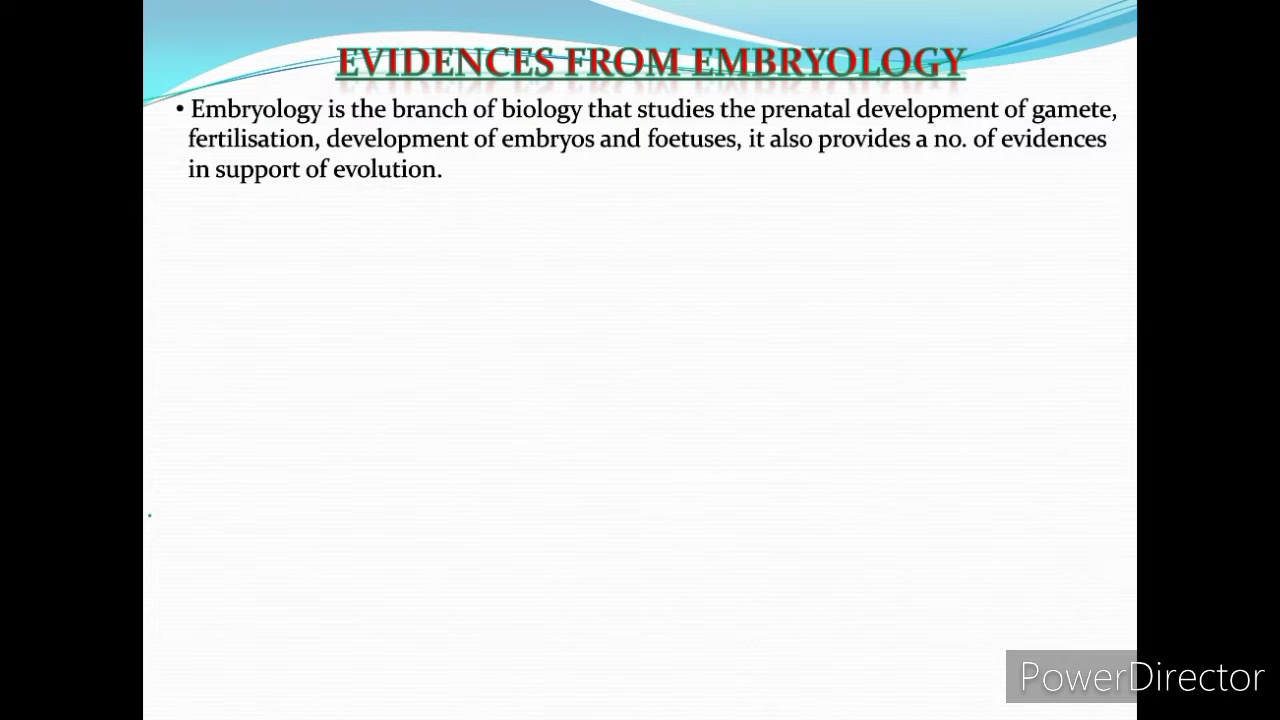 EVIDENCES FROM EMBRYOLOGY
• Embryology is the branch of biology that studies the prenatal development of gamete,
fertilisation, development of embryos and foetuses, it also provides a no. of evidences
in support of evolution.
PowerDirector